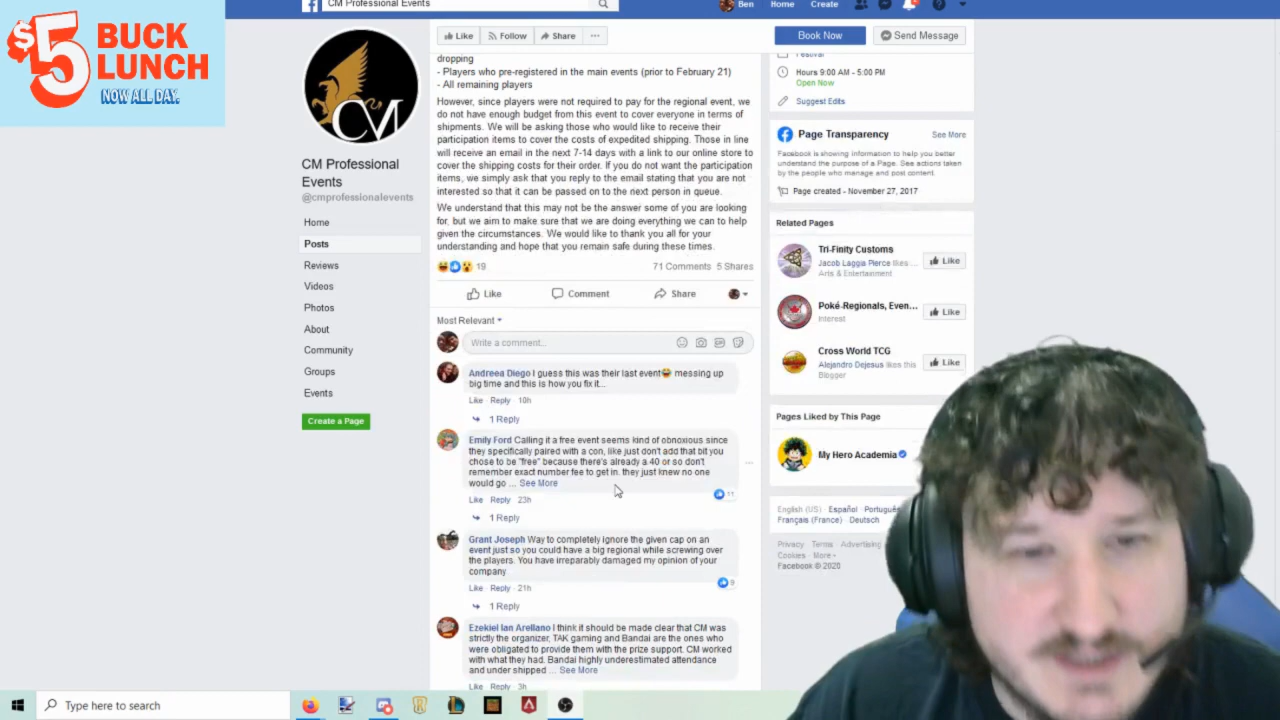 $5 BUCK
LUNCH
NOW ALL DAY.
CM Professional Events
Ben
Home
Create
Like
Follow
Share
Book Now
Send Message
CM
CM Professional
Events
@cmprofessionalevents
Home
Posts
Reviews
Videos
Photos
About
Community
Groups
Events
Create a Page
dropping
- Players who pre-registered in the main events (prior to February 21)
- All remaining players
However, since players were not required to pay for the regional event, we
do not have enough budget from this event to cover everyone in terms of
shipments. We will be asking those who would like to receive their
participation items to cover the costs of expedited shipping. Those in line
will receive an email in the next 7-14 days with a link to our online store to
cover the shipping costs for their order. If you do not want the participation
items, we simply ask that you reply to the email stating that you are not
interested so that it can be passed on to the next person in queue.
We understand that this may not be the answer some of you are looking
for, but we aim to make sure that we are doing everything we can to help
given the circumstances. We would like to thank you all for your
understanding and hope that you remain safe during these times.
19
71 Comments 5 Shares
Like
Comment
Share
Most Relevant
Write a comment...
Andreea Diego I guess this was their last event messing up
big time and this is how you fix it...
Like · Reply · 10h
1 Reply
Emily Ford Calling it a free event seems kind of obnoxious since
they specifically paired with a con, like just don't add that bit you
chose to be "free" because there's already a 40 or so don't
remember exact number fee to get in. they just knew no one
would go ... See More
11
Like · Reply · 23h
1 Reply
Grant Joseph Way to completely ignore the given cap on an
event just so you could have a big regional while screwing over
the players. You have irreparably damaged my opinion of your
company
9
Like · Reply · 21h
1 Reply
Ezekiel Ian Arellano I think it should be made clear that CM was
strictly the organizer, TAK gaming and Bandai are the ones who
were obligated to provide them with the prize support. CM worked
with what they had. Bandai highly underestimated attendance
and under shipped ... See More
Like · Reply · 3h
Festival
Hours 9:00 AM - 5:00 PM
Open Now
Suggest Edits
Page Transparency
See More
Facebook is showing information to help you better
understand the purpose of a Page. See actions taken
by the people who manage and post content.
Page created - November 27, 2017
Related Pages
Tri-Finity Customs
Jacob Laggia Pierce likes ...
Arts & Entertainment
Like
Poké-Regionals, Even...
Interest
Like
Cross World TCG
Alejandro Dejesus likes this
Blogger
Like
Pages Liked by This Page
My Hero Academia
English (US) · Español · Português
Français (France) · Deutsch
Privacy · Terms · Advertising
Cookies · More
Facebook © 2020
Type here to search